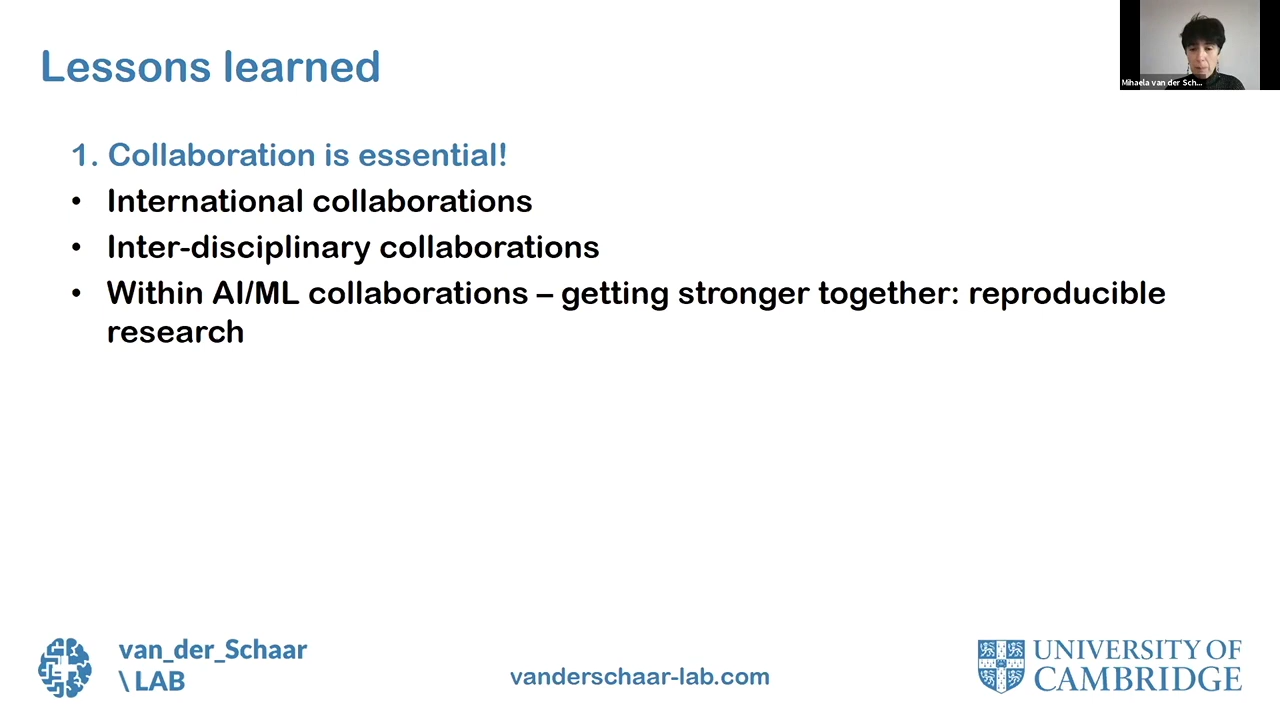 Lessons learned
Mihaela van der Sch...
1. Collaboration is essential!
• International collaborations
• Inter-disciplinary collaborations
• Within AI/ML collaborations – getting stronger together: reproducible
research
van_der_Schaar
\ LAB
vanderschaar-lab.com
UNIVERSITY OF
CAMBRIDGE